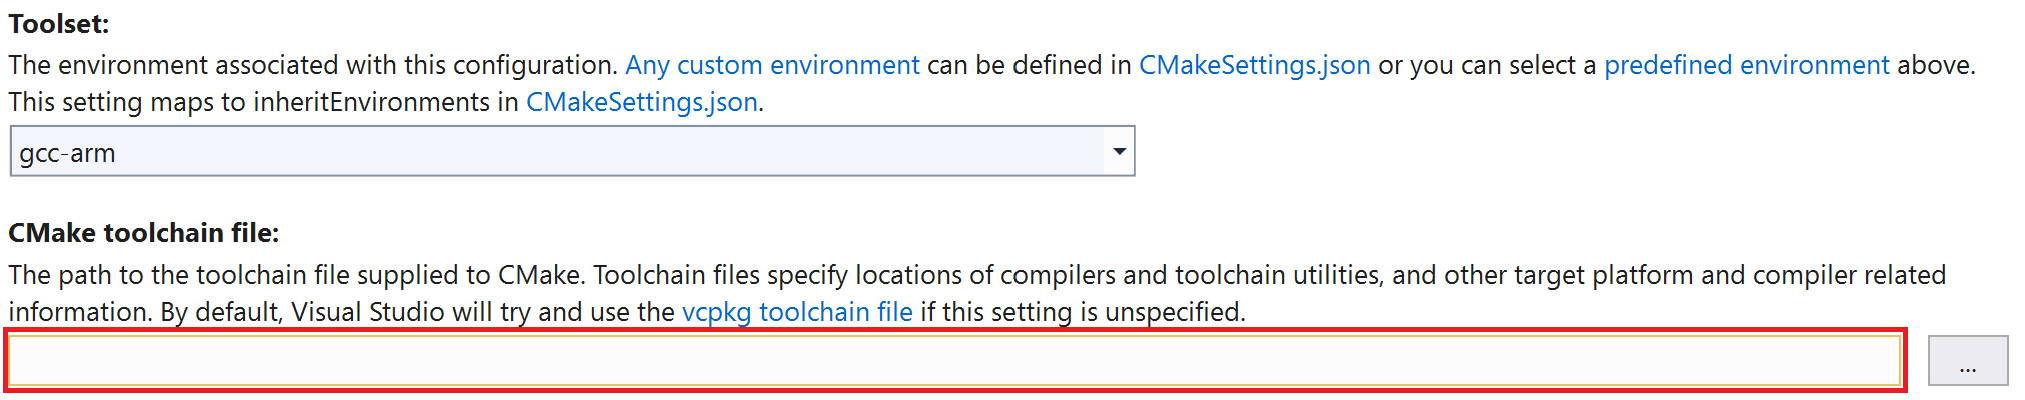 Toolset:
The environment associated with this configuration. Any custom environment can be defined in CMakeSettings.json or you can select a predefined environment above.
This setting maps to inheritEnvironments in CMakeSettings.json.
gcc-arm
CMake toolchain file:
The path to the toolchain file supplied to CMake. Toolchain files specify locations of compilers and toolchain utilities, and other target platform and compiler related
information. By default, Visual Studio will try and use the vcpkg toolchain file if this setting is unspecified.
...